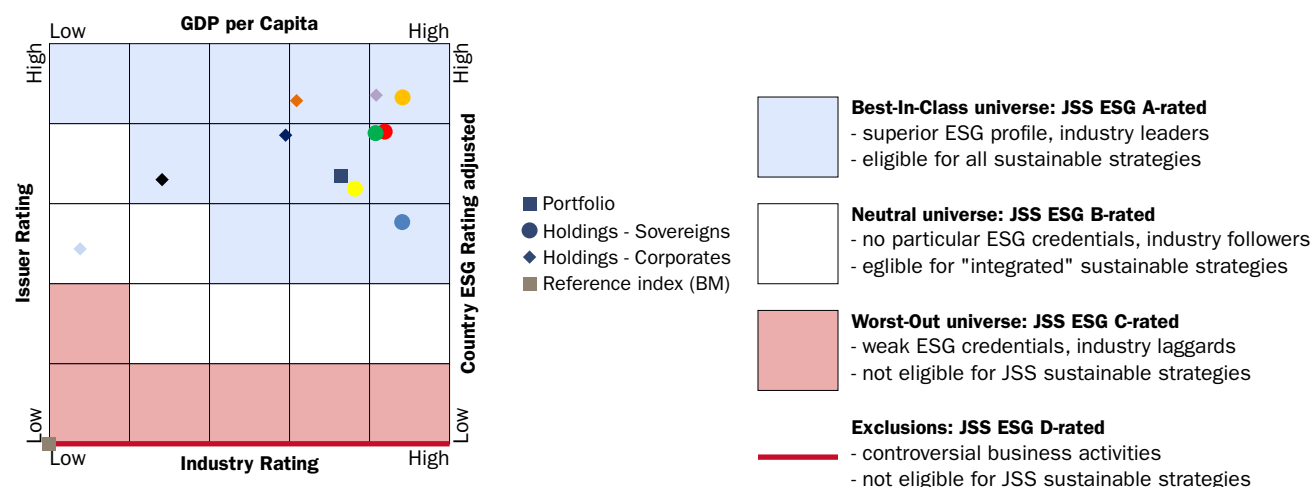 GDP per Capita
Low
High
High
High
Issuer Rating
Country ESG Rating adjusted
Low
Low
Low
High
Industry Rating
Portfolio
Holdings - Sovereigns
Holdings - Corporates
Reference index (BM)
Best-In-Class universe: JSS ESG A-rated
- superior ESG profile, industry leaders
- eligible for all sustainable strategies
Neutral universe: JSS ESG B-rated
- no particular ESG credentials, industry followers
- eglible for "integrated" sustainable strategies
Worst-Out universe: JSS ESG C-rated
- weak ESG credentials, industry laggards
- not eligible for JSS sustainable strategies
Exclusions: JSS ESG D-rated
- controversial business activities
- not eligible for JSS sustainable strategies